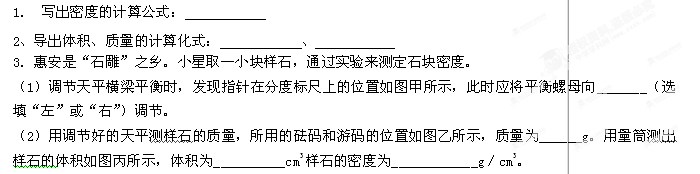 1. 写出密度的计算公式：__________
2、导出体积、质量的计算化式：__________、__________
3. 惠安是“石雕”之乡。小星取一小块样石，通过实验来测定石块密度。
（1）调节天平横梁平衡时，发现指针在分度标尺上的位置如图甲所示，此时应将平衡螺母向______（选
填“左”或“右”）调节。
（2）用调节好的天平测样石的质量，所用的砝码和游码的位置如图乙所示，质量为_____g。用量筒测出
样石的体积如图丙所示，体积为_________cm³样石的密度为__________g／cm³。